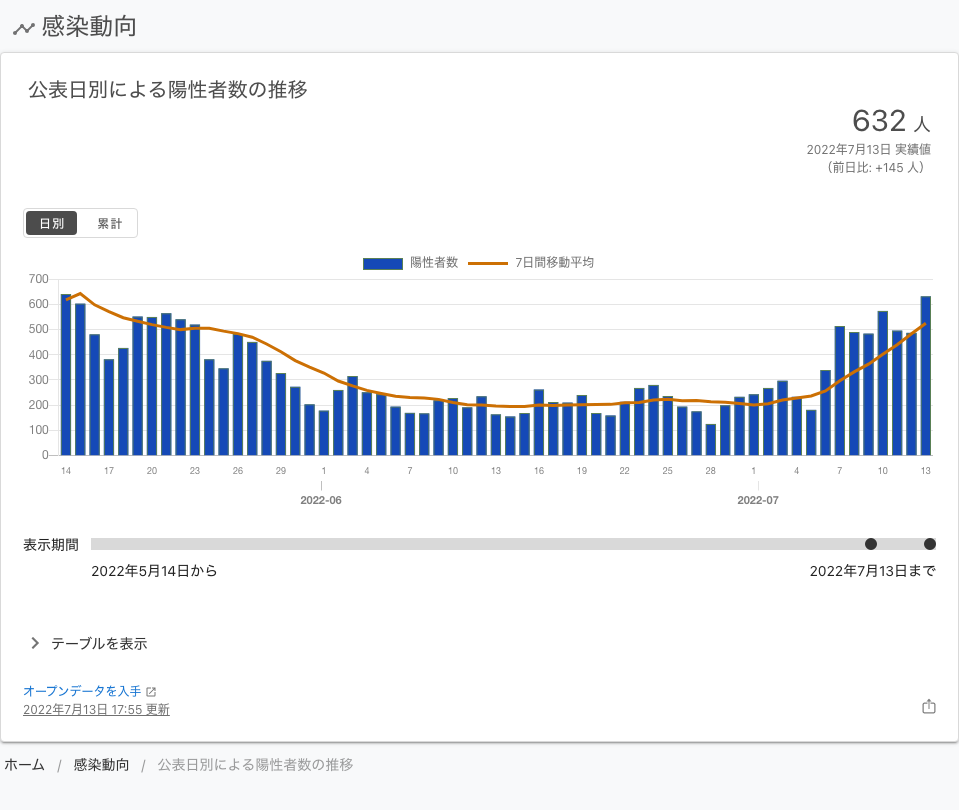 感染動向
公表日別による陽性者数の推移
632 人
2022年7月13日 実績値
（前日比: +145 人）
日別 累計
陽性者数 7日間移動平均
700
600
500
400
300
200
100
0
14 17 20 23 26 29 1 4 7 10 13 16 19 22 25 28 1 4 7 10 13
2022-06 2022-07
表示期間
2022年5月14日から 2022年7月13日まで
テーブルを表示
オープンデータを入手
2022年7月13日 17:55 更新
ホーム / 感染動向 / 公表日別による陽性者数の推移